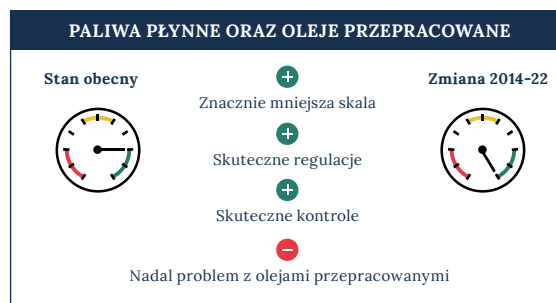 PALIWA PŁYNNE ORAZ OLEJE PRZEPRACOWANE
Stan obecny
Znacznie mniejsza skala
Skuteczne regulacje
Skuteczne kontrole
Nadal problem z olejami przepracowanymi
Zmiana 2014-22